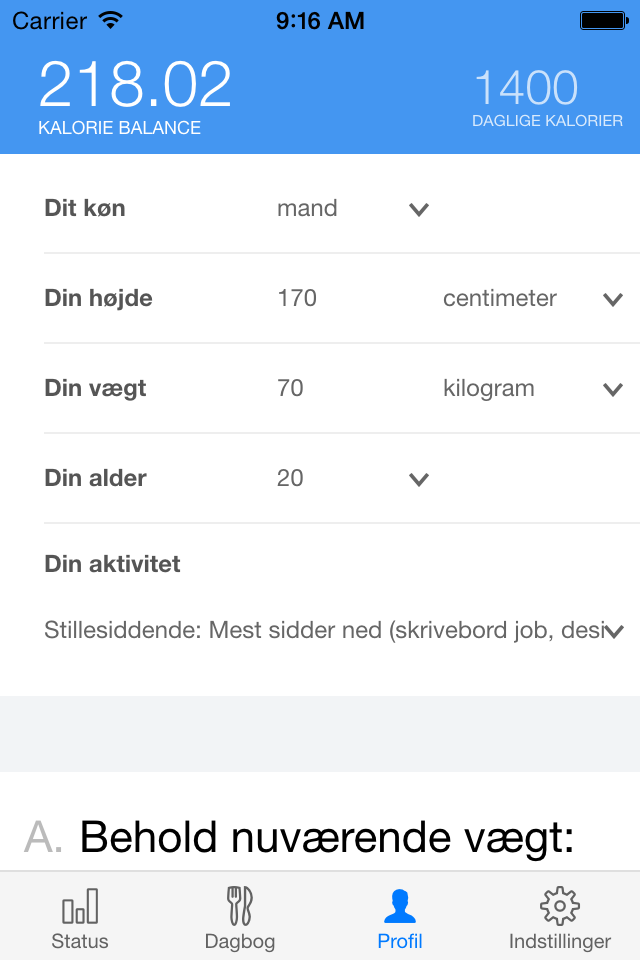 Carrier 9:16 AM
218.02 1400
KALORIE BALANCE DAGLIGE KALORIER
Dit køn mand
Din højde 170 centimeter
Din vægt 70 kilogram
Din alder 20
Din aktivitet
Stillesiddende: Mest sidder ned (skrivebord job, desi
A. Behold nuværende vægt:
Status Dagbog Profil Indstillinger